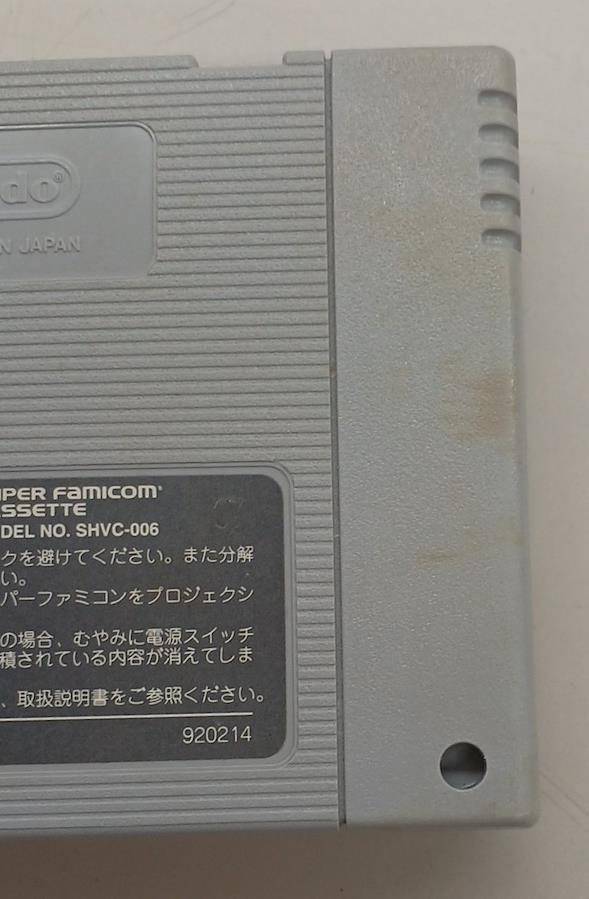 do®
N JAPAN
PER FAMICOM®
SSETTE
DEL NO. SHVC-006
クを避けてください。また分解
い。
パーファミコンをプロジェクシ
の場合、むやみに電源スイッチ
積されている内容が消えてしま
、取扱説明書をご参照ください。
920214